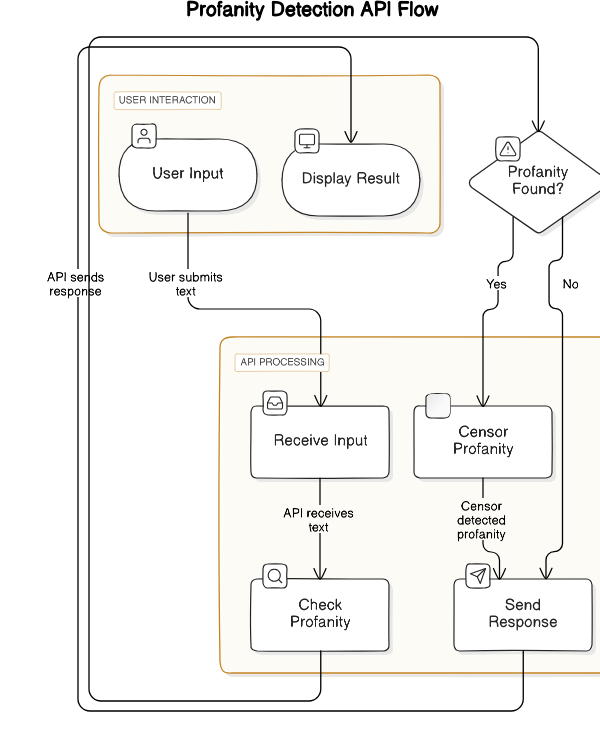 Profanity Detection API Flow
USER INTERACTION
User Input
Display Result
Profanity
Found?
API sends
response
User submits
text
Yes
No
API PROCESSING
Receive Input
Censor
Profanity
API receives
text
Censor
detected
profanity
Check
Profanity
Send
Response